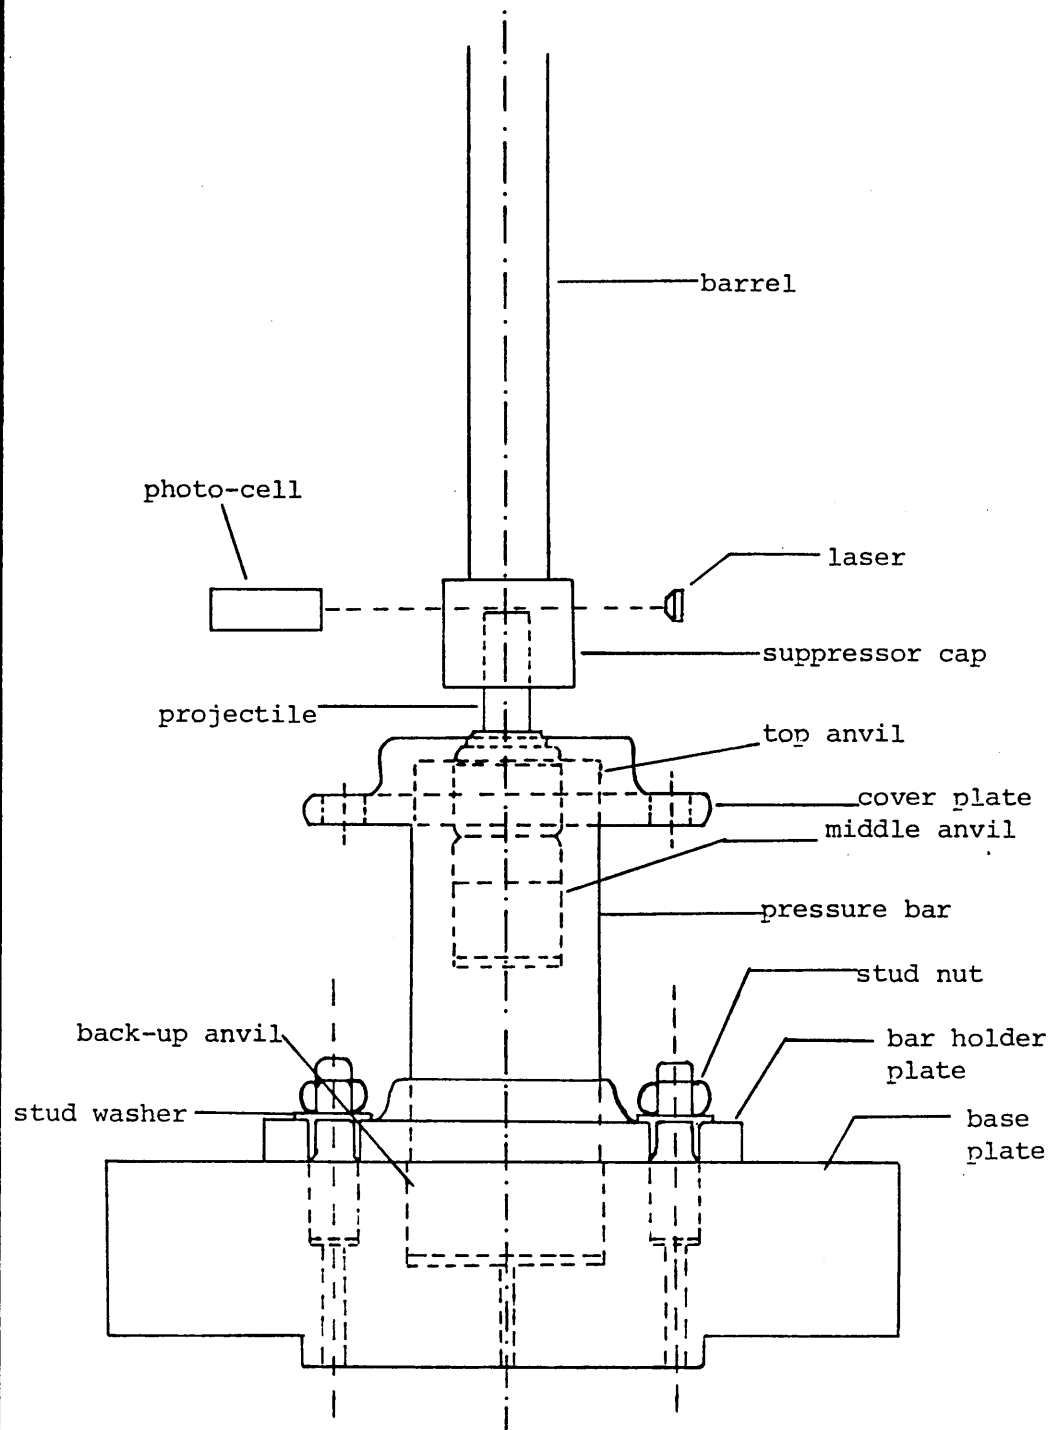 barrel
photo-cell
laser
suppressor cap
projectile
top anvil
cover plate
middle anvil
pressure bar
stud nut
back-up anvil
bar holder
plate
stud washer
base
plate